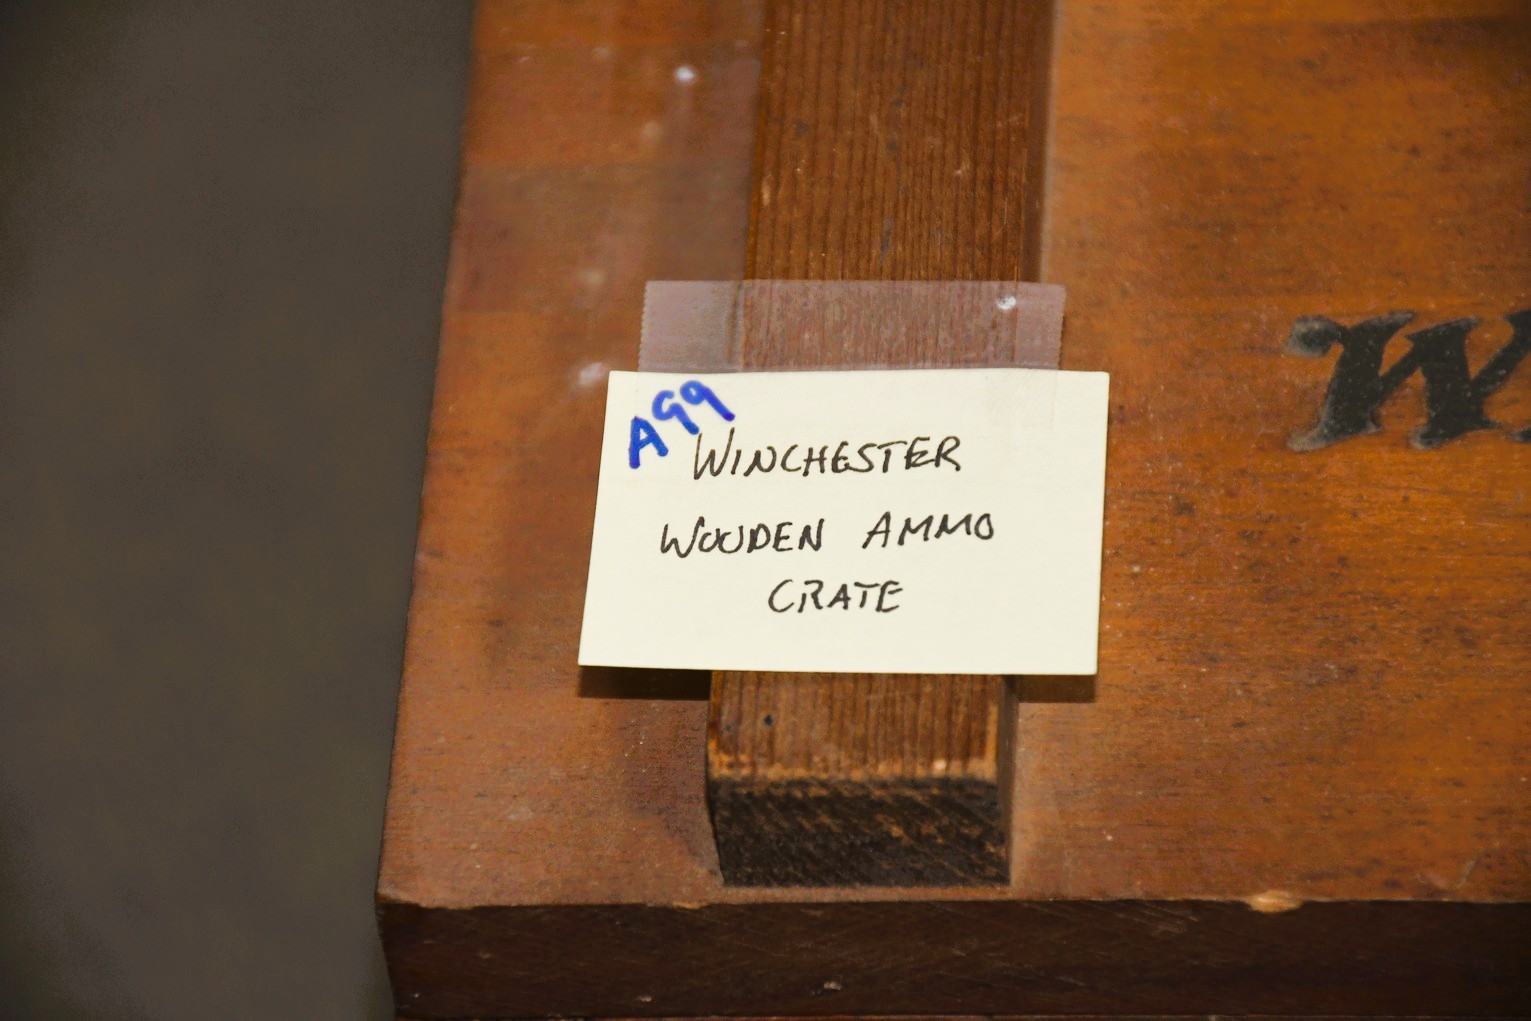 A99
WINCHESTER
WOODEN AMMO
CRATE
W